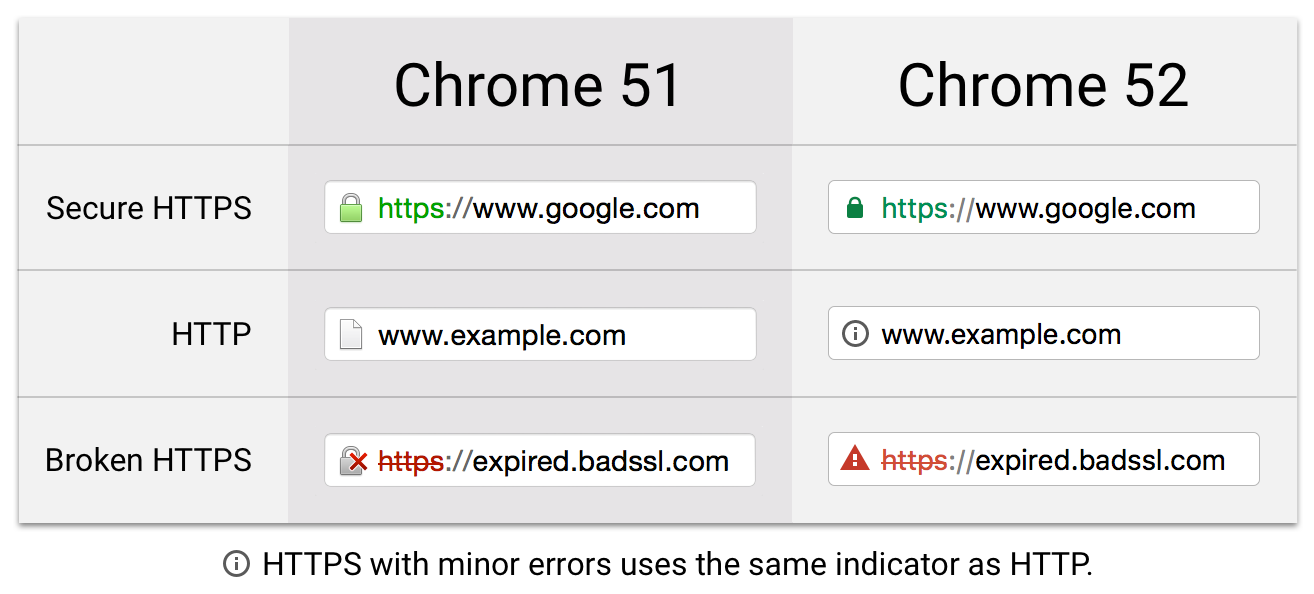 Chrome 51 Chrome 52
Secure HTTPS https://www.google.com https://www.google.com
HTTP www.example.com www.example.com
Broken HTTPS https://expired.badssl.com https://expired.badssl.com
HTTPS with minor errors uses the same indicator as HTTP.